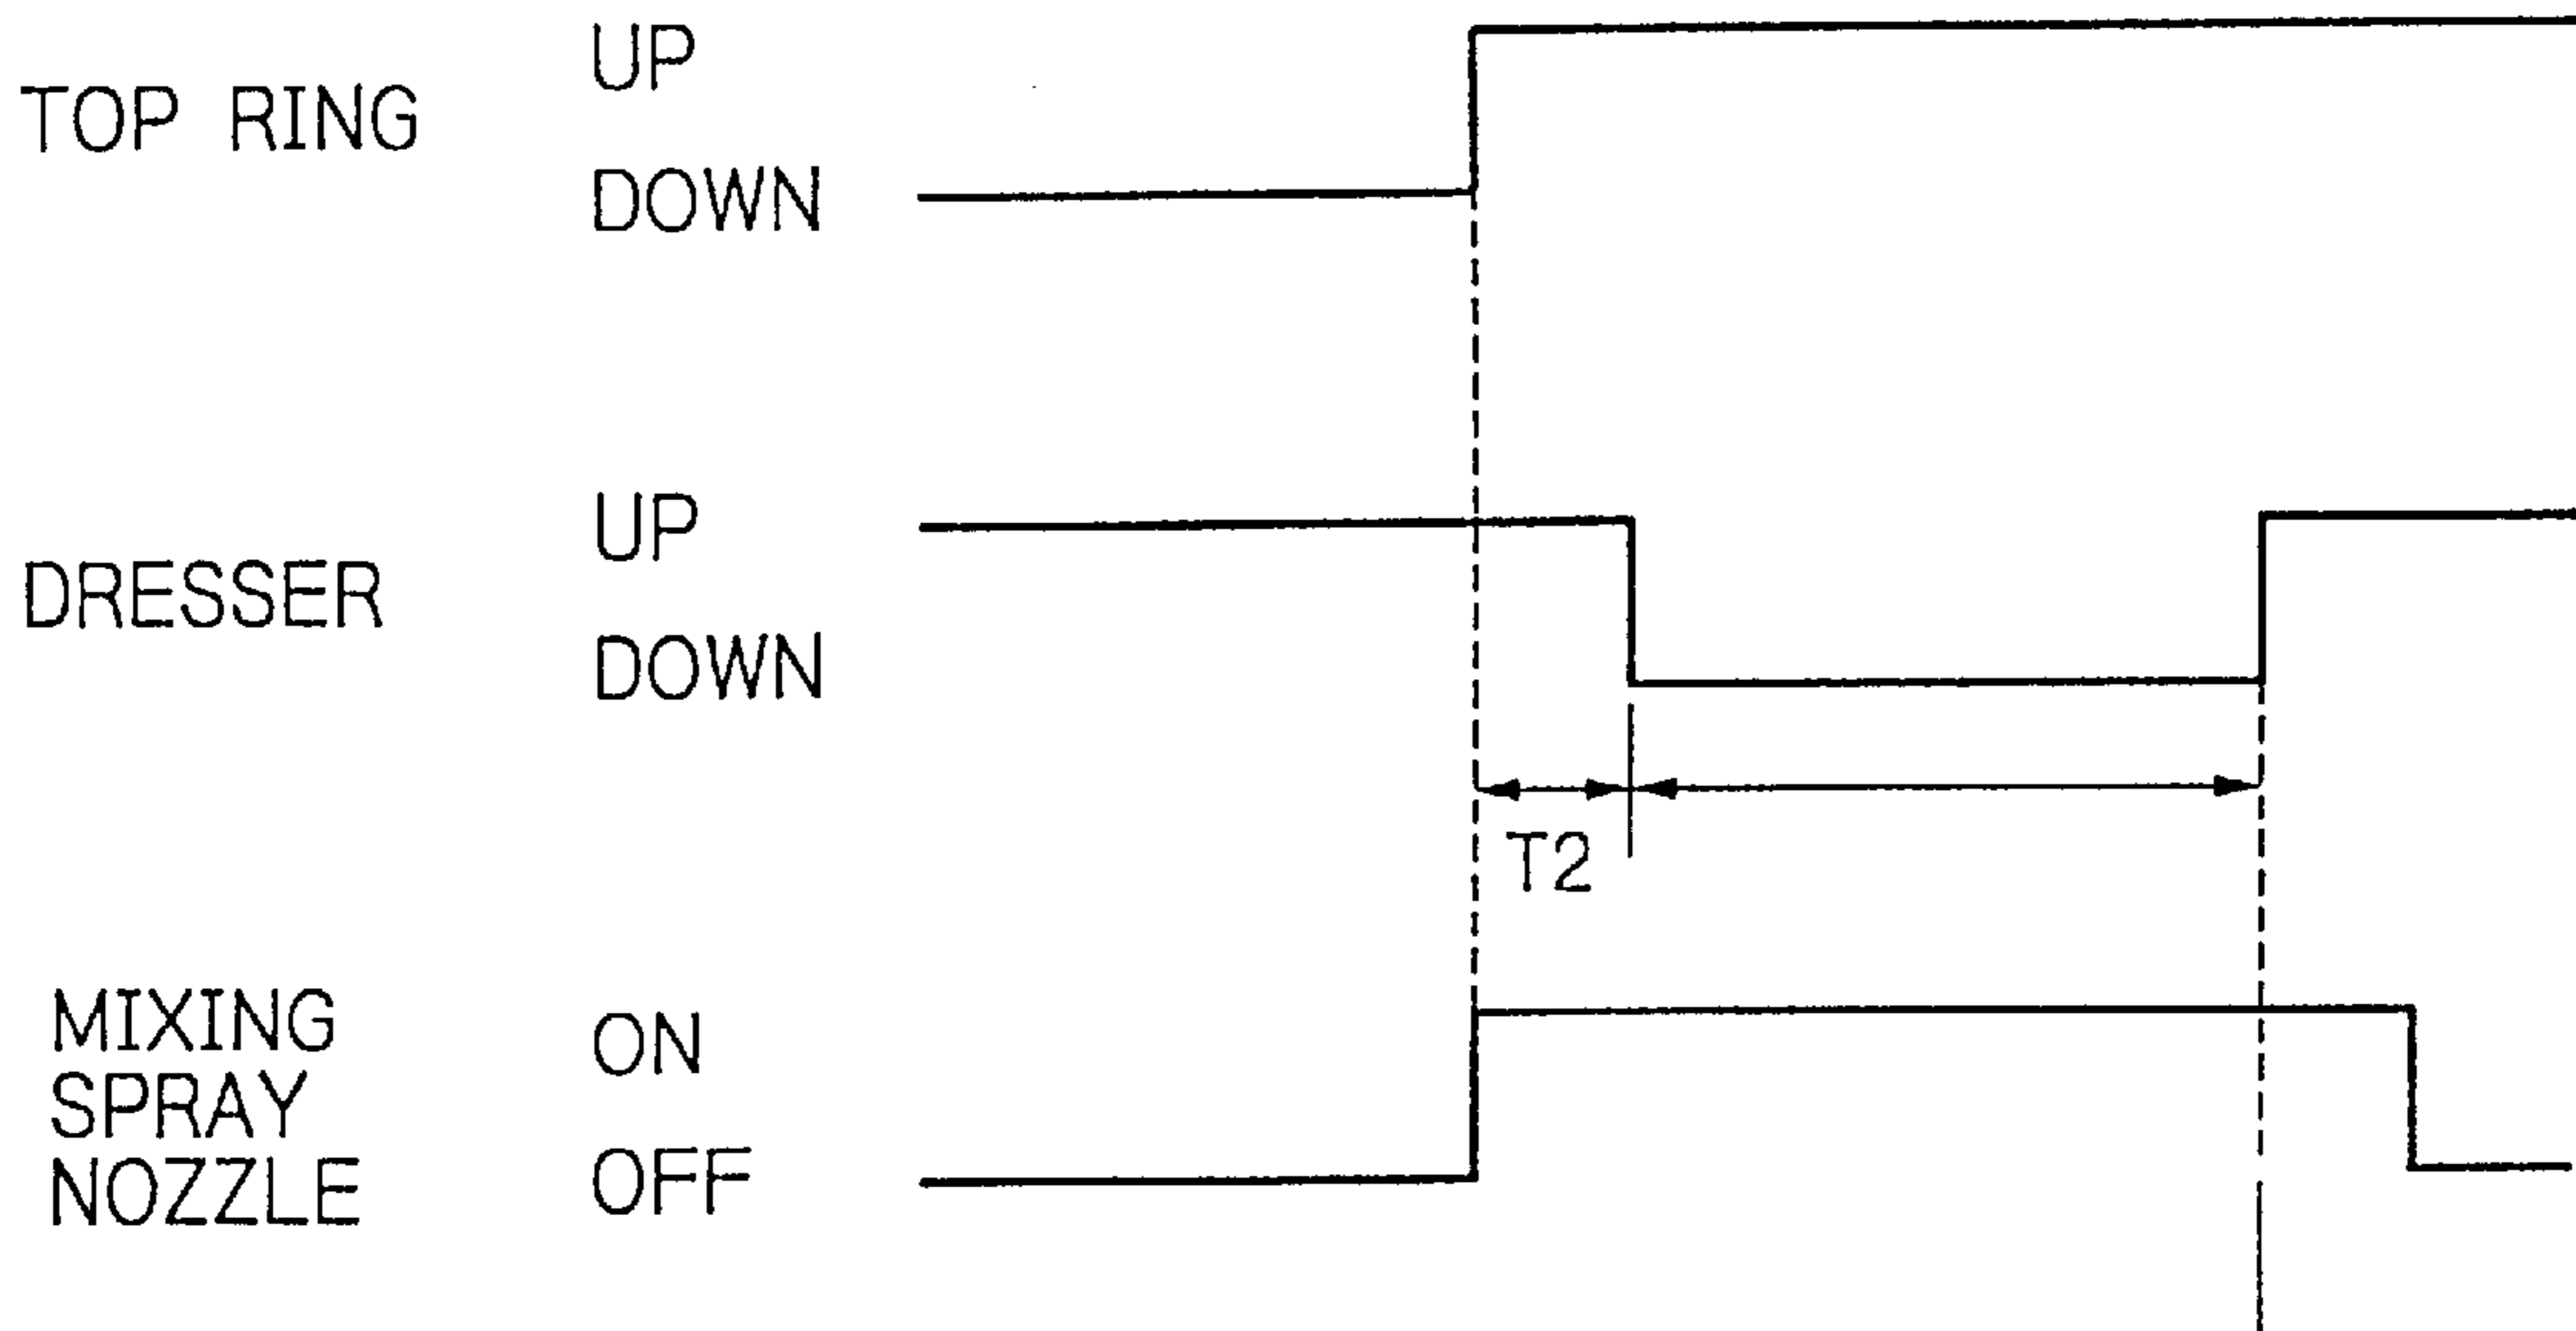 UP
TOP RING
DOWN
UP
DRESSER
DOWN
T2
MIXING
SPRAY
NOZZLE
ON
OFF